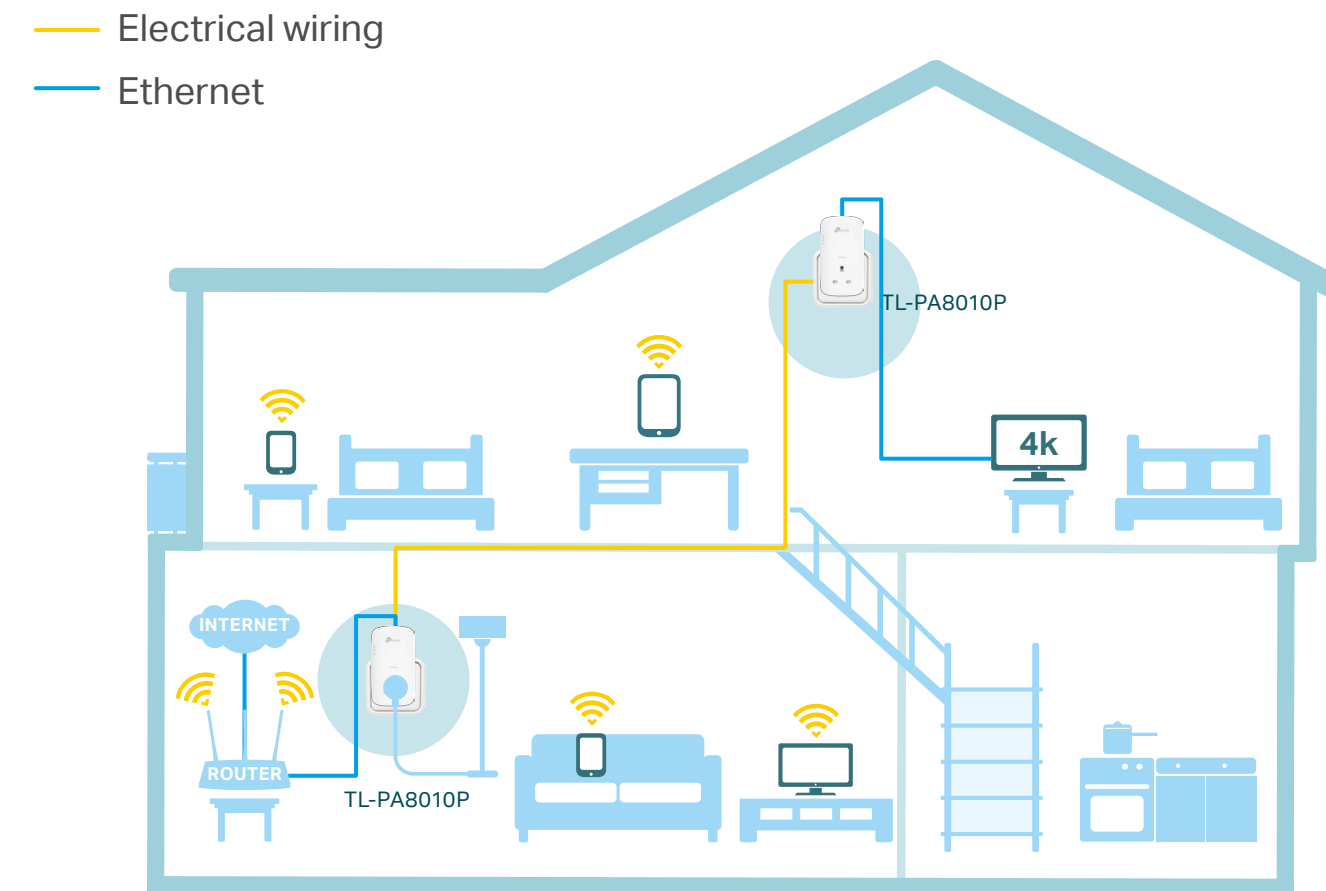 Electrical wiring
Ethernet
TL-PA8010P
4k
INTERNET
ROUTER
TL-PA8010P